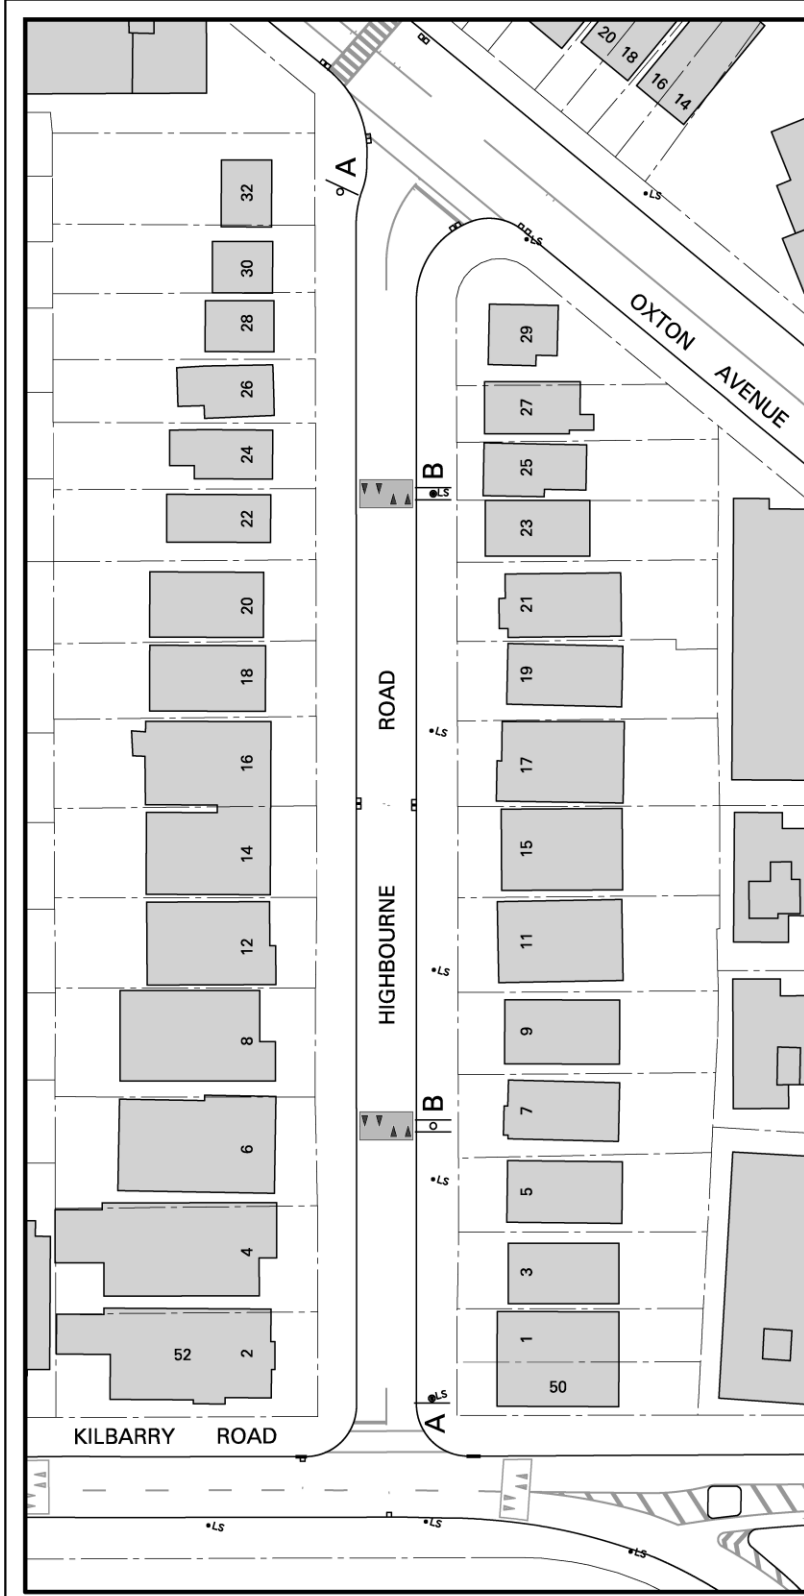 20
18
16
14
LS
A
32
LS
30
OXTON
28
29
AVENUE
26
27
24
25
B
LS
22
23
20
21
18
19
ROAD
LS
16
17
14
15
HIGHBOURNE
12
11
LS
8
9
B
7
6
LS
5
4
3
2
52
1
50
LS
A
KILBARRY ROAD
LS
LS
LS